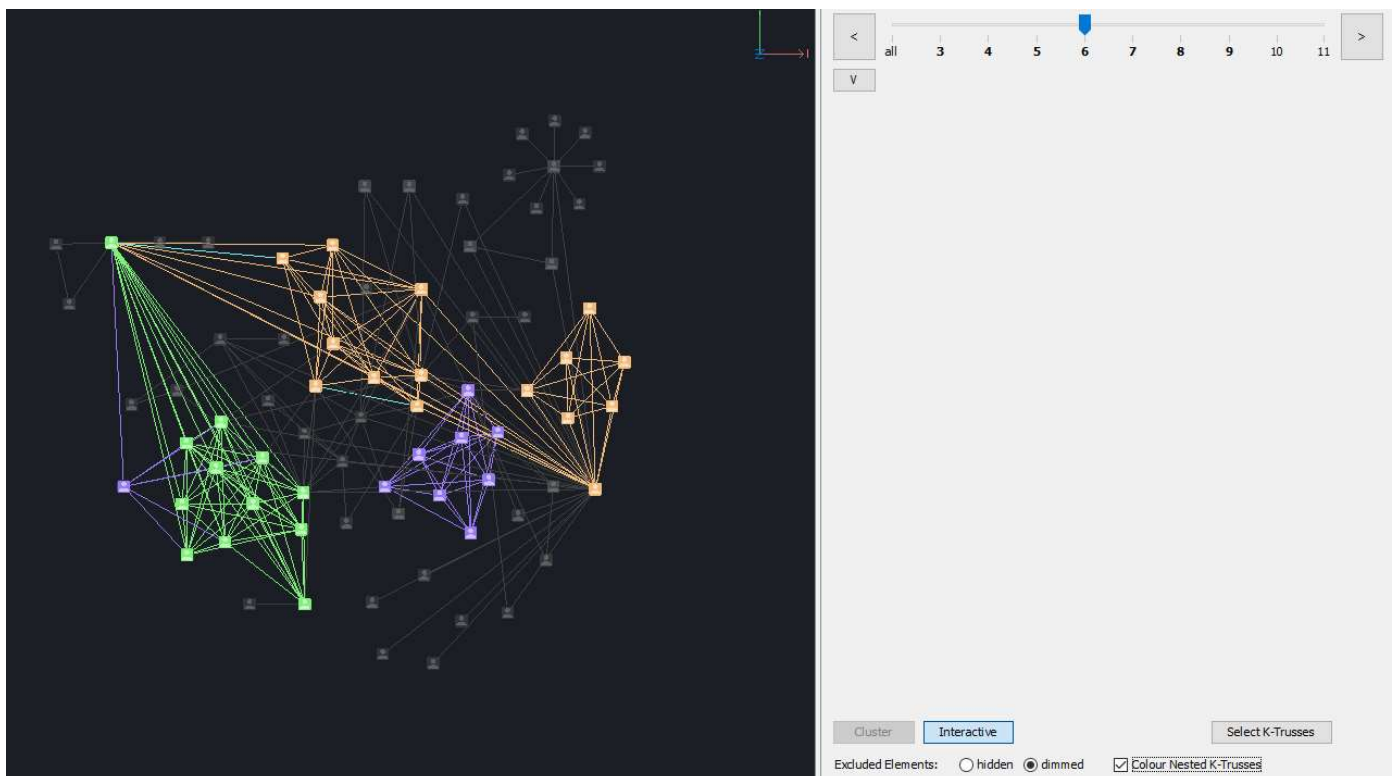 <
all 3 4 5 6 7 8 9 10 11
>
V
Cluster Interactive Select K-Trusses
Excluded Elements: hidden dimmed Colour Nested K-Trusses